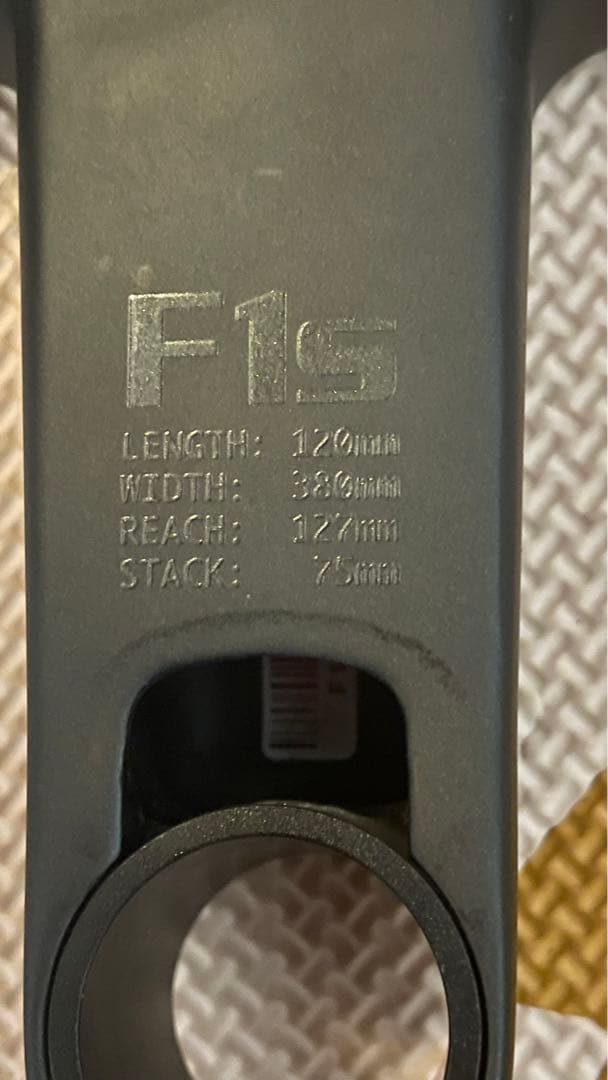 F1s
LENGTH: 120mm
WIDTH: 380mm
REACH: 127mm
STACK: 75mm